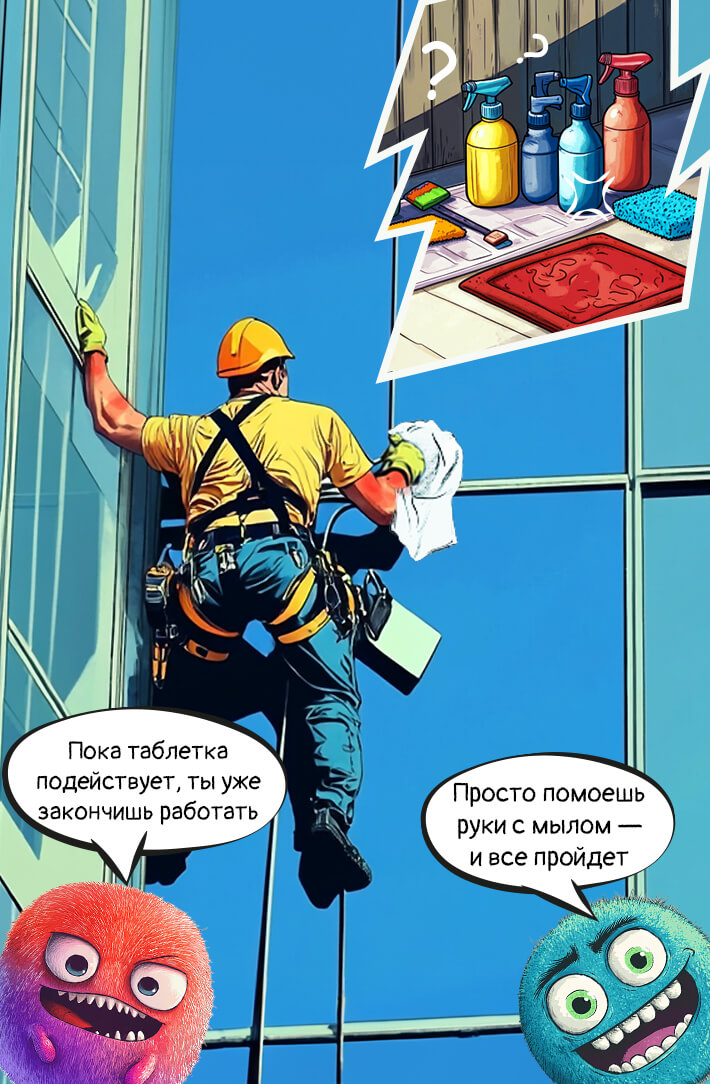 ?
?
Пока таблетка
подействует, ты уже
закончишь работать
Просто помоешь
руки с мылом —
и все пройдет